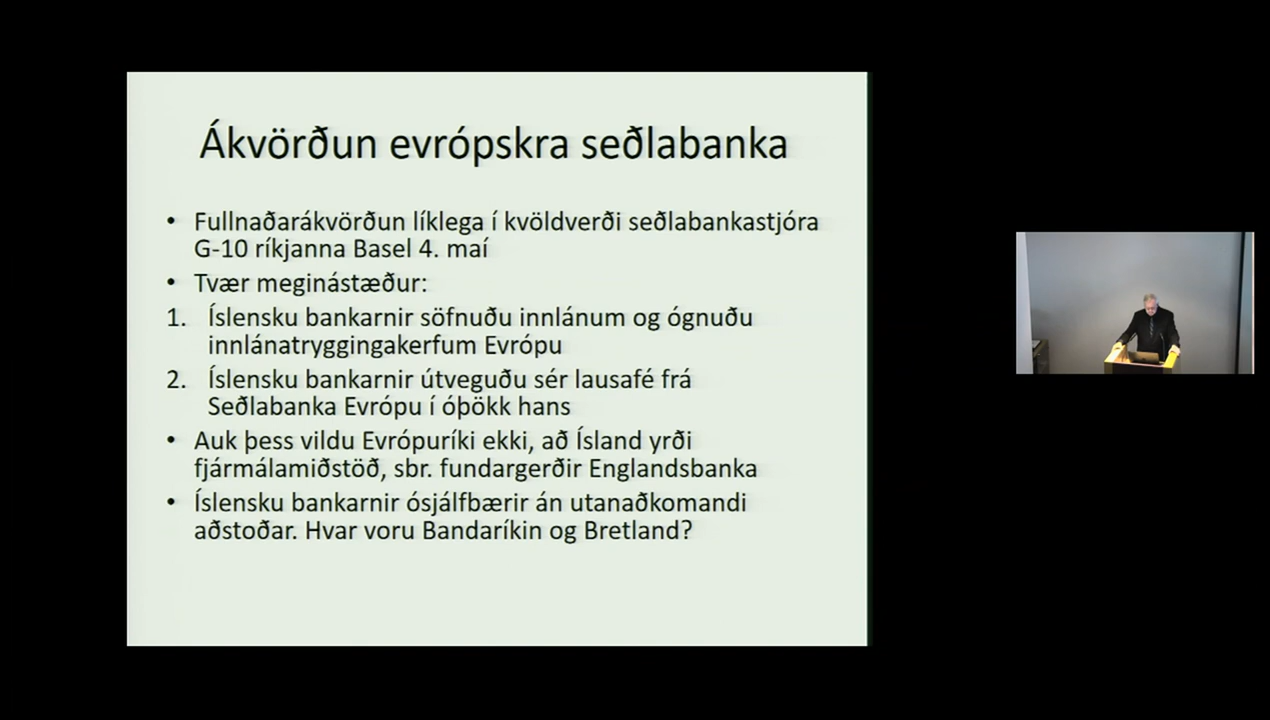 Ákvörðun evrópskra seðlabanka
• Fullnaðarákvörðun líklega í kvöldverði seðlabankastjóra
G-10 ríkjanna Basel 4. maí
• Tvær meginástæður:
1. Íslensku bankarnir söfnuðu innlánum og ógnuðu
innlánatryggingakerfum Evrópu
2. Íslensku bankarnir útveguðu sér lausafé frá
Seðlabanka Evrópu í óþökk hans
• Auk þess vildu Evrópuríki ekki, að Ísland yrði
fjármálamiðstöð, sbr. fundargerðir Englandsbanka
• Íslensku bankarnir ósjálfbærir án utanaðkomandi
aðstoðar. Hvar voru Bandaríkin og Bretland?